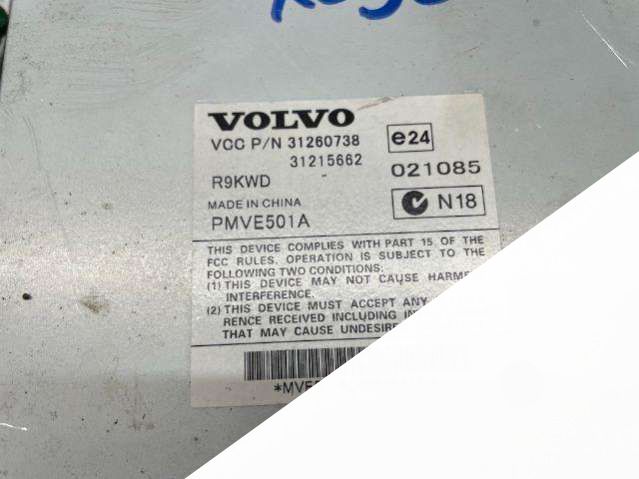 VOLVO
VCC P/N 31260738 e24
31215662
021085
R9KWD
MADE IN CHINA N18
PMVE501A
THIS DEVICE COMPLIES WITH PART 15 OF THE
FCC RULES. OPERATION IS SUBJECT TO THE
FOLLOWING TWO CONDITIONS:
(1) THIS DEVICE MAY NOT CAUSE
INTERFERENCE.
(2) THIS DEVICE MUST ACCEPT ANY
RENCE RECEIVED INCLUDING
THAT MAY CAUSE